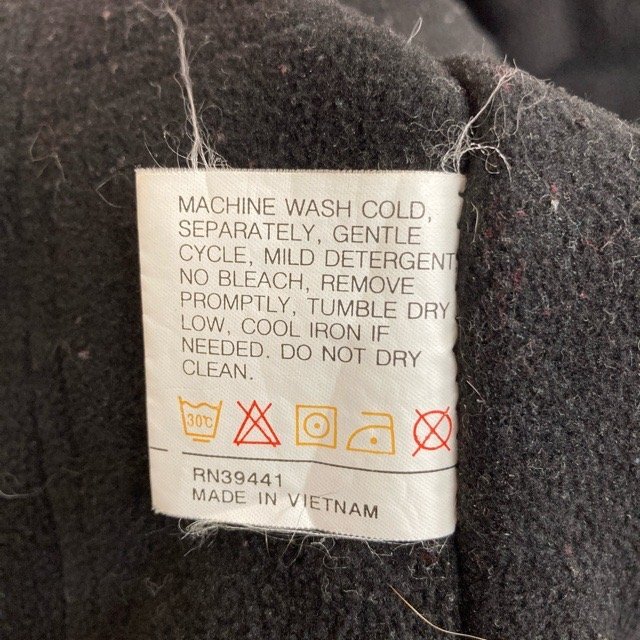 MACHINE WASH COLD,
SEPARATELY, GENTLE
CYCLE, MILD DETERGENT
NO BLEACH, REMOVE
PROMPTLY, TUMBLE DRY
LOW, COOL IRON IF
NEEDED. DO NOT DRY
CLEAN.
30°C
RN39441
MADE IN VIETNAM